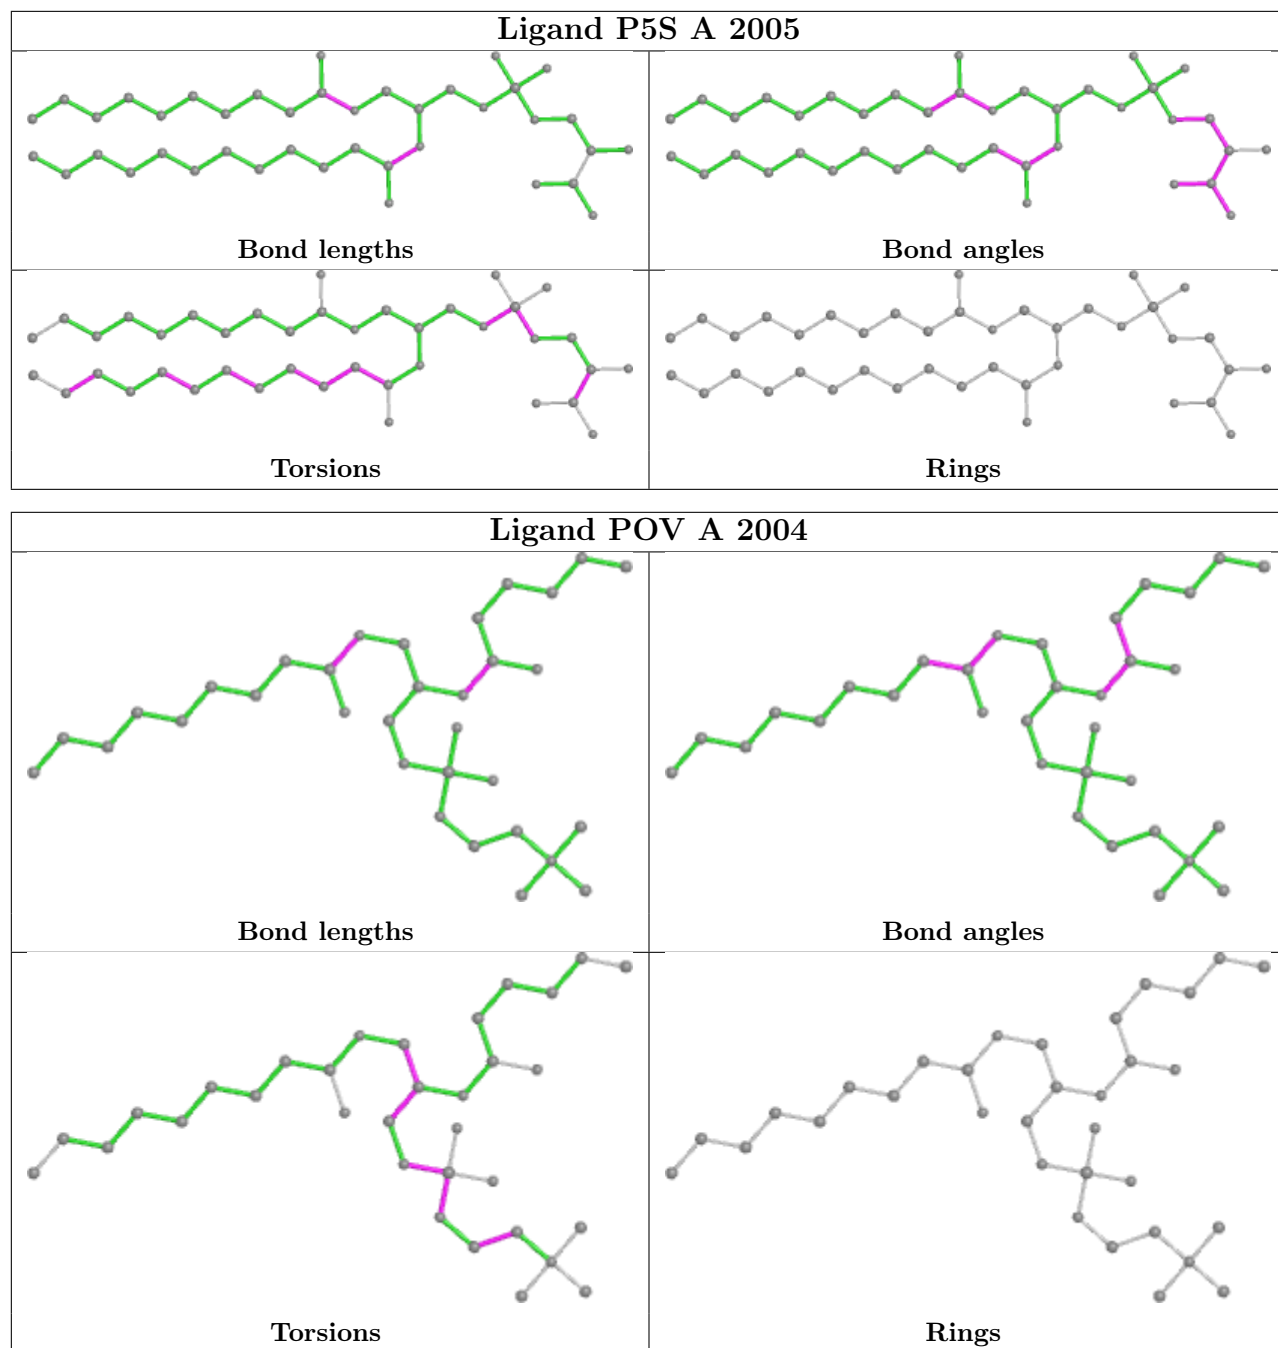 Ligand P5S A 2005
Bond lengths
Bond angles
Torsions
Rings
Ligand POV A 2004
Bond lengths
Bond angles
Torsions
Rings